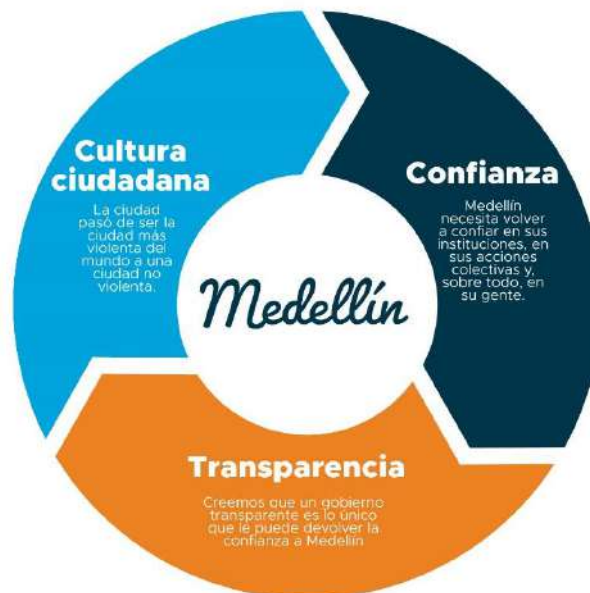 Cultura
ciudadana
La ciudad
pasó de ser la
ciudad más
violenta del
mundo a una
ciudad no
violenta.
Confianza
Medellín
necesita volver
a confiar en sus
instituciones, en
sus acciones
colectivas y,
sobre todo, en
su gente.
Medellín
Transparencia
Creemos que un gobierno
transparente es lo único
que le puede devolver la
confianza a Medellín